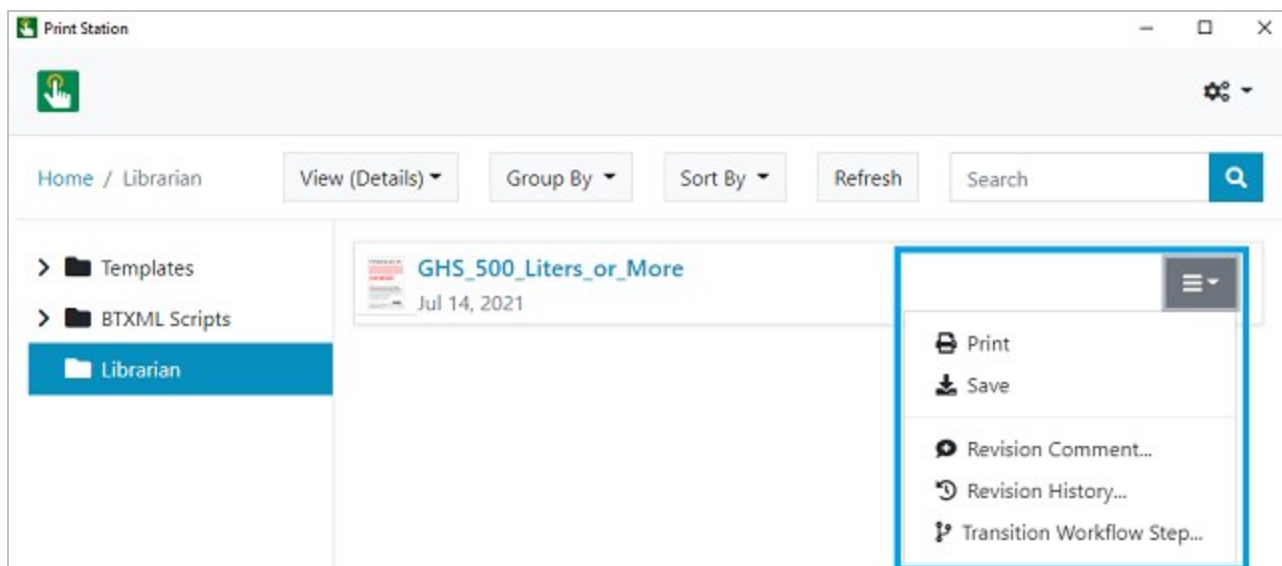 Print Station
Home / Librarian
View (Details)
Group By
Sort By
Refresh
Search
Templates
BTXML Scripts
Librarian
GHS_500_Liters_or_More
Jul 14, 2021
Print
Save
Revision Comment...
Revision History...
Transition Workflow Step...